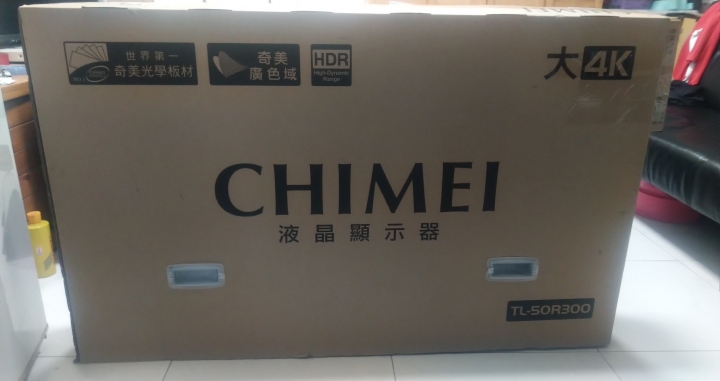 世界第一
奇美光學板材
奇美
廣色域
HDR
High-Dynamic
Range
大4K
CHIMEI
液晶顯示器
TL-50R300